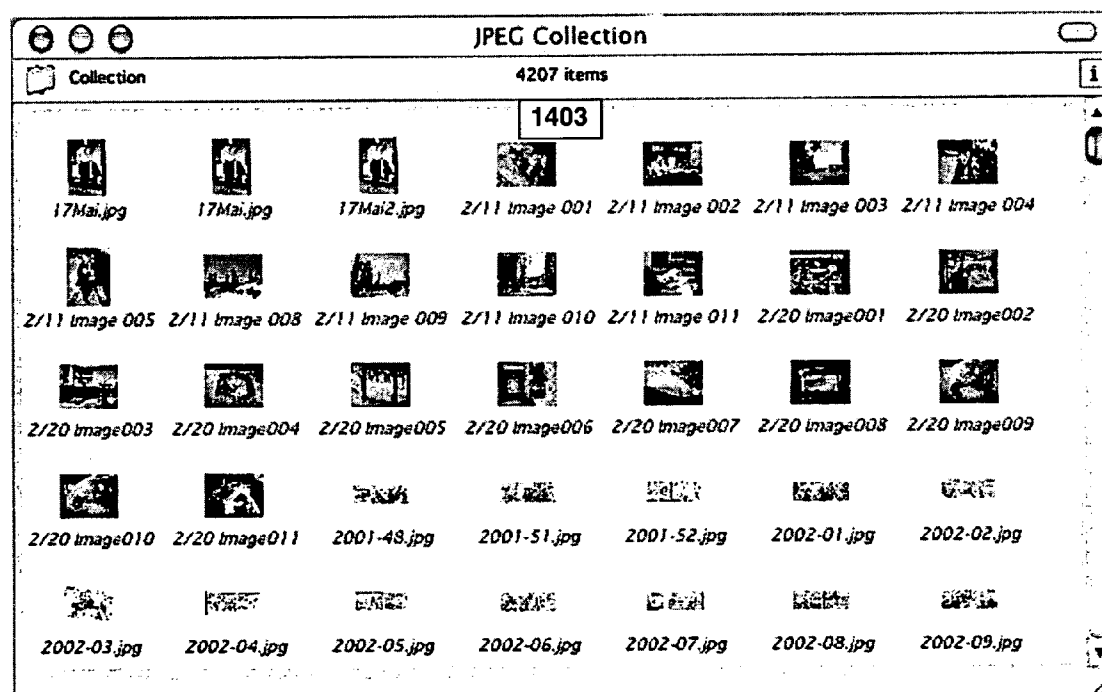 JPEG Collection
Collection 4207 items i
1403
17Mai.jpg 17Mai.jpg 17Mai2.jpg 2/11 Image 001 2/11 Image 002 2/11 Image 003 2/11 Image 004
2/11 Image 005 2/11 Image 008 2/11 Image 009 2/11 Image 010 2/11 Image 011 2/20 Image001 2/20 Image002
2/20 Image003 2/20 Image004 2/20 Image005 2/20 Image006 2/20 Image007 2/20 Image008 2/20 Image009
2/20 Image010 2/20 Image011 2001-48.jpg 2001-51.jpg 2001-52.jpg 2002-01.jpg 2002-02.jpg
2002-03.jpg 2002-04.jpg 2002-05.jpg 2002-06.jpg 2002-07.jpg 2002-08.jpg 2002-09.jpg